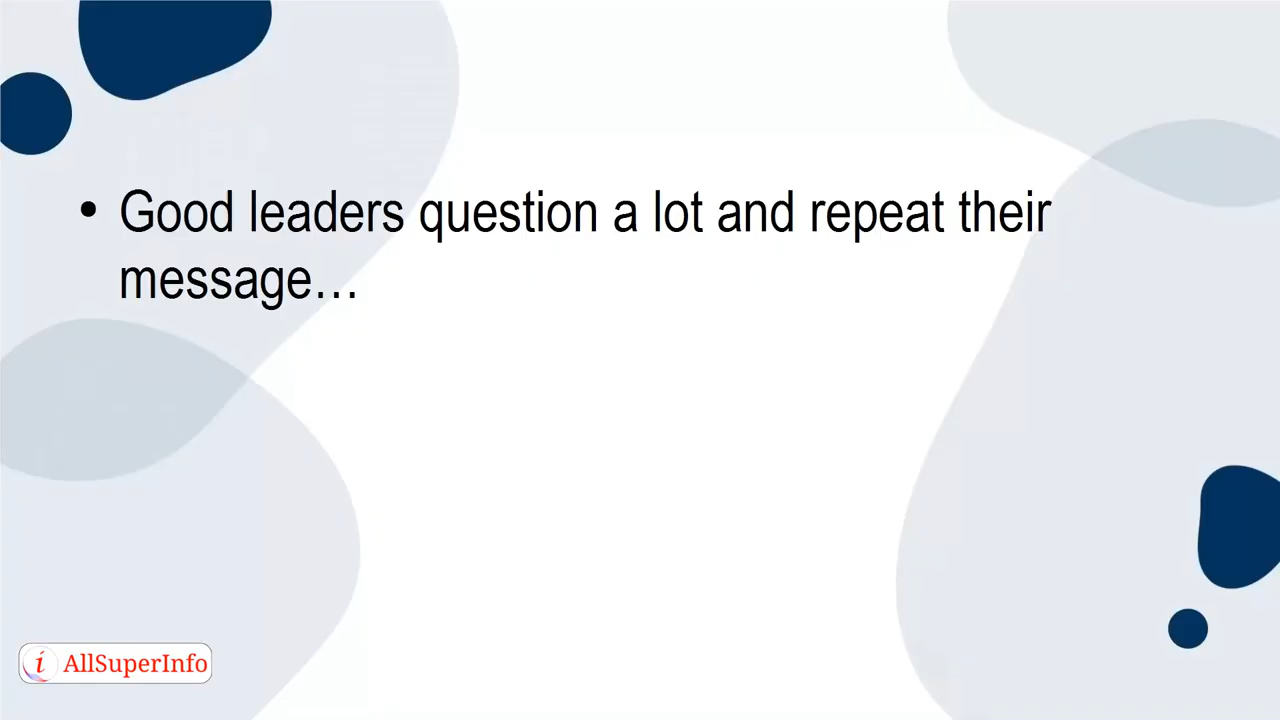 • Good leaders question a lot and repeat their
message…
i AllSuperInfo